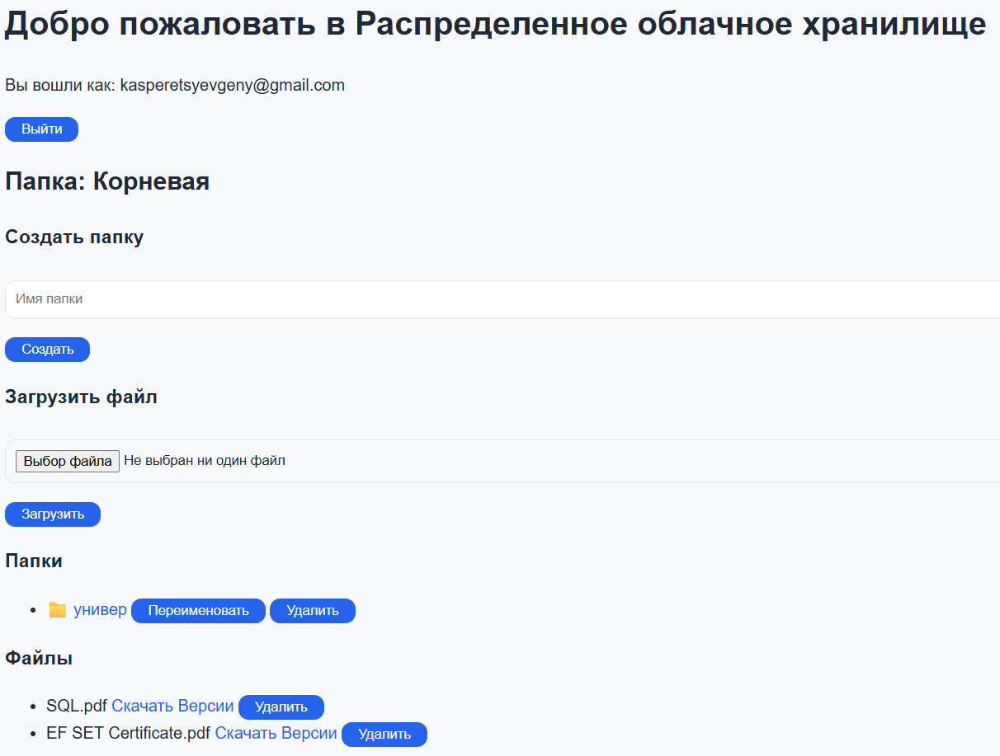 Добро пожаловать в Распределенное облачное хранилище
Вы вошли как: kasperetsyevgeny@gmail.com
Выйти
Папка: Корневая
Создать папку
Имя папки
Создать
Загрузить файл
Выбор файла Не выбран ни один файл
Загрузить
Папки
универ Переименовать Удалить
Файлы
SQL.pdf Скачать Версии Удалить
EF SET Certificate.pdf Скачать Версии Удалить